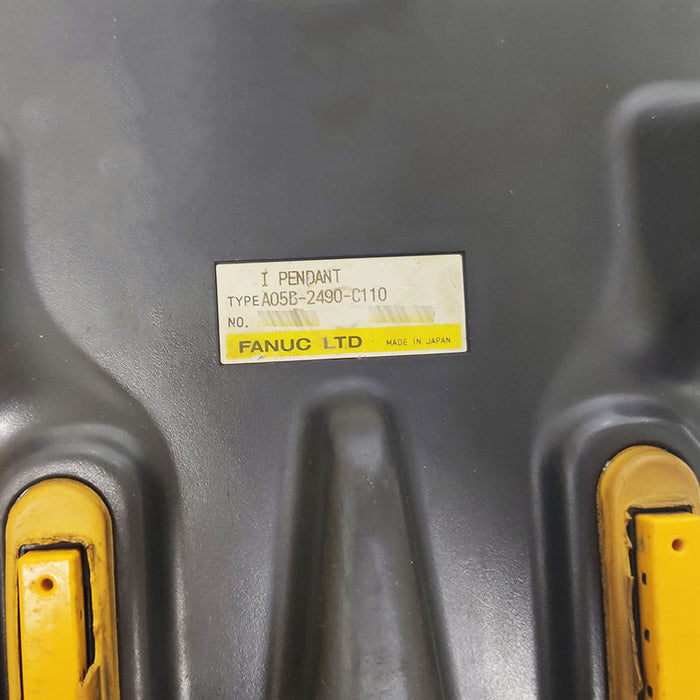 I PENDANT
TYPE A05B-2490-C110
NO.
FANUC LTD MADE IN JAPAN